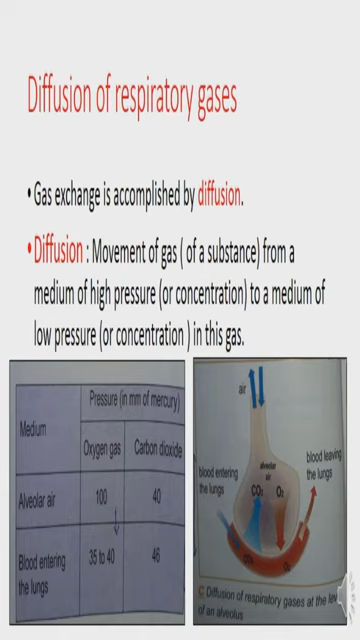 Diffusion of respiratory gases
• Gas exchange is accomplished by diffusion.
• Diffusion : Movement of gas ( of a substance) from a
medium of high pressure (or concentration) to a medium of
low pressure (or concentration ) in this gas.
Medium
Pressure (in mm of mercury)
Oxygen gas
Carbon dioxide
Alveolar air
100
40
Blood entering
the lungs
35 to 40
46
air
blood leaving
the lungs
blood entering
the lungs
alveolar
air
CO₂
O₂
CO₂
O₂
C Diffusion of respiratory gases at the
of an alveolus